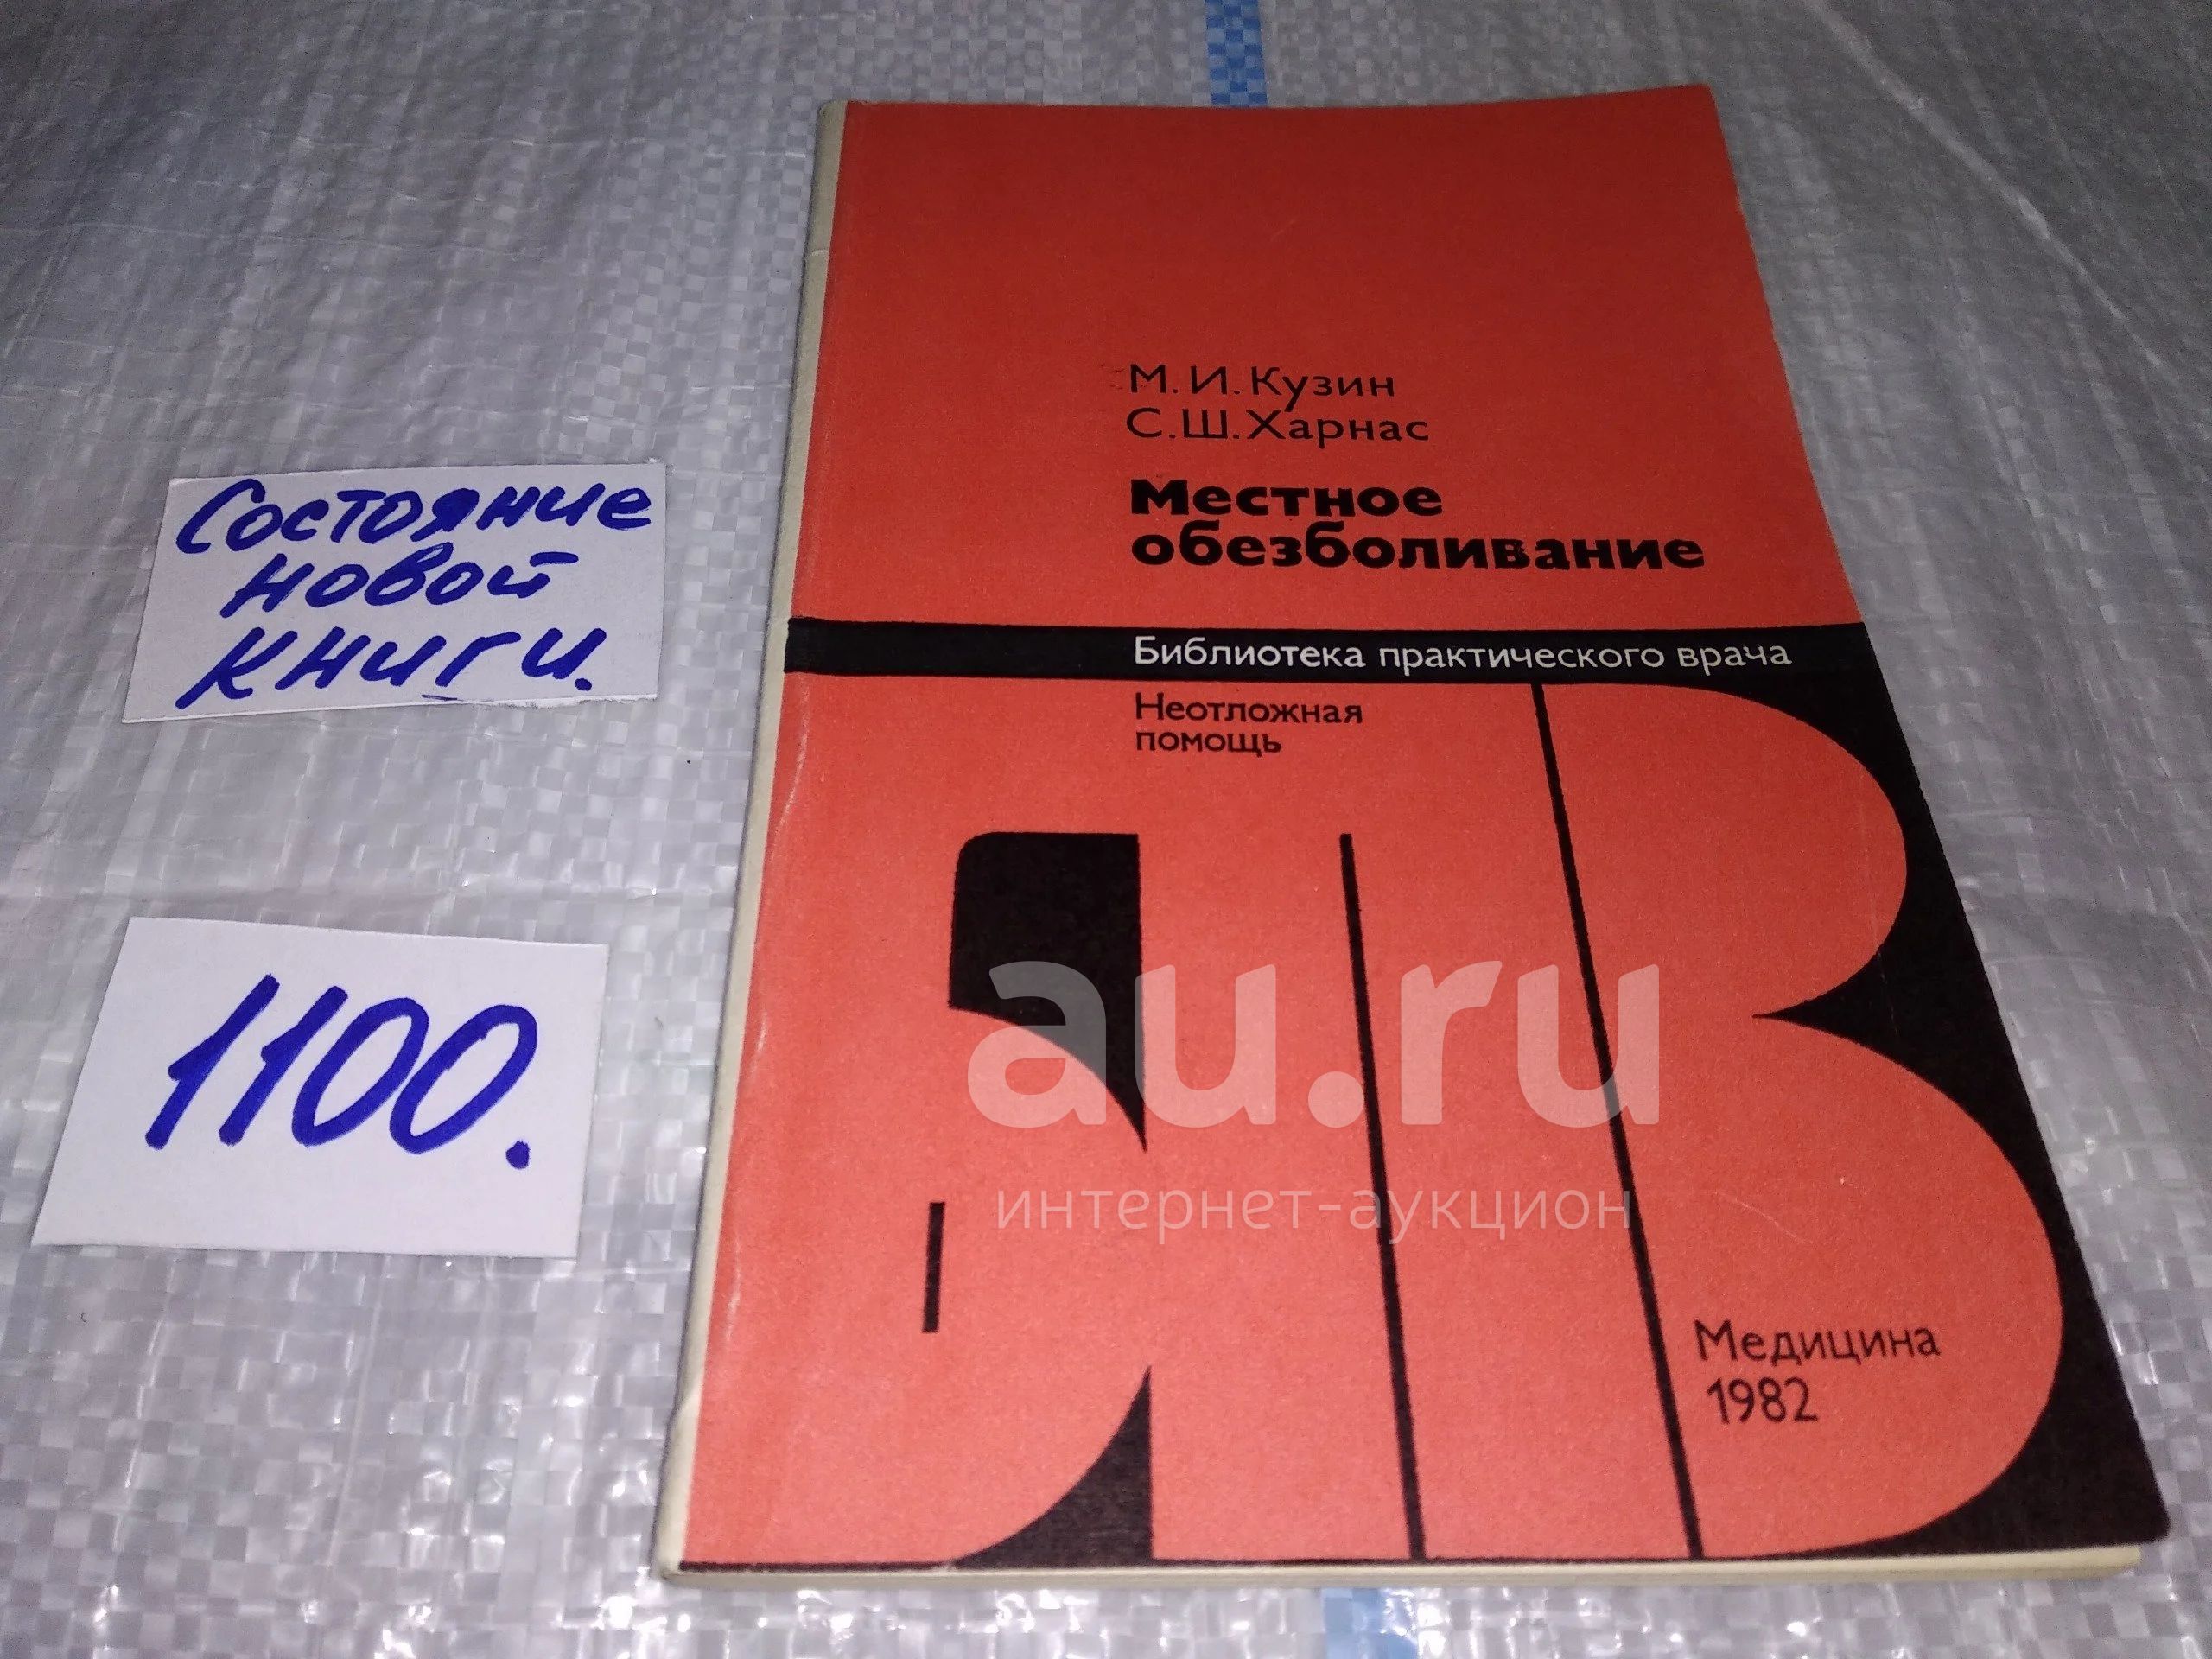 М.И.Кузин
С.Ш.Харнас
Местное
обезболивание
Библиотека практического врача
Неотложная
помощь
БПВ
Медицина
1982
Состояние
новой
книги.
1100.
au.ru
интернет-аукцион